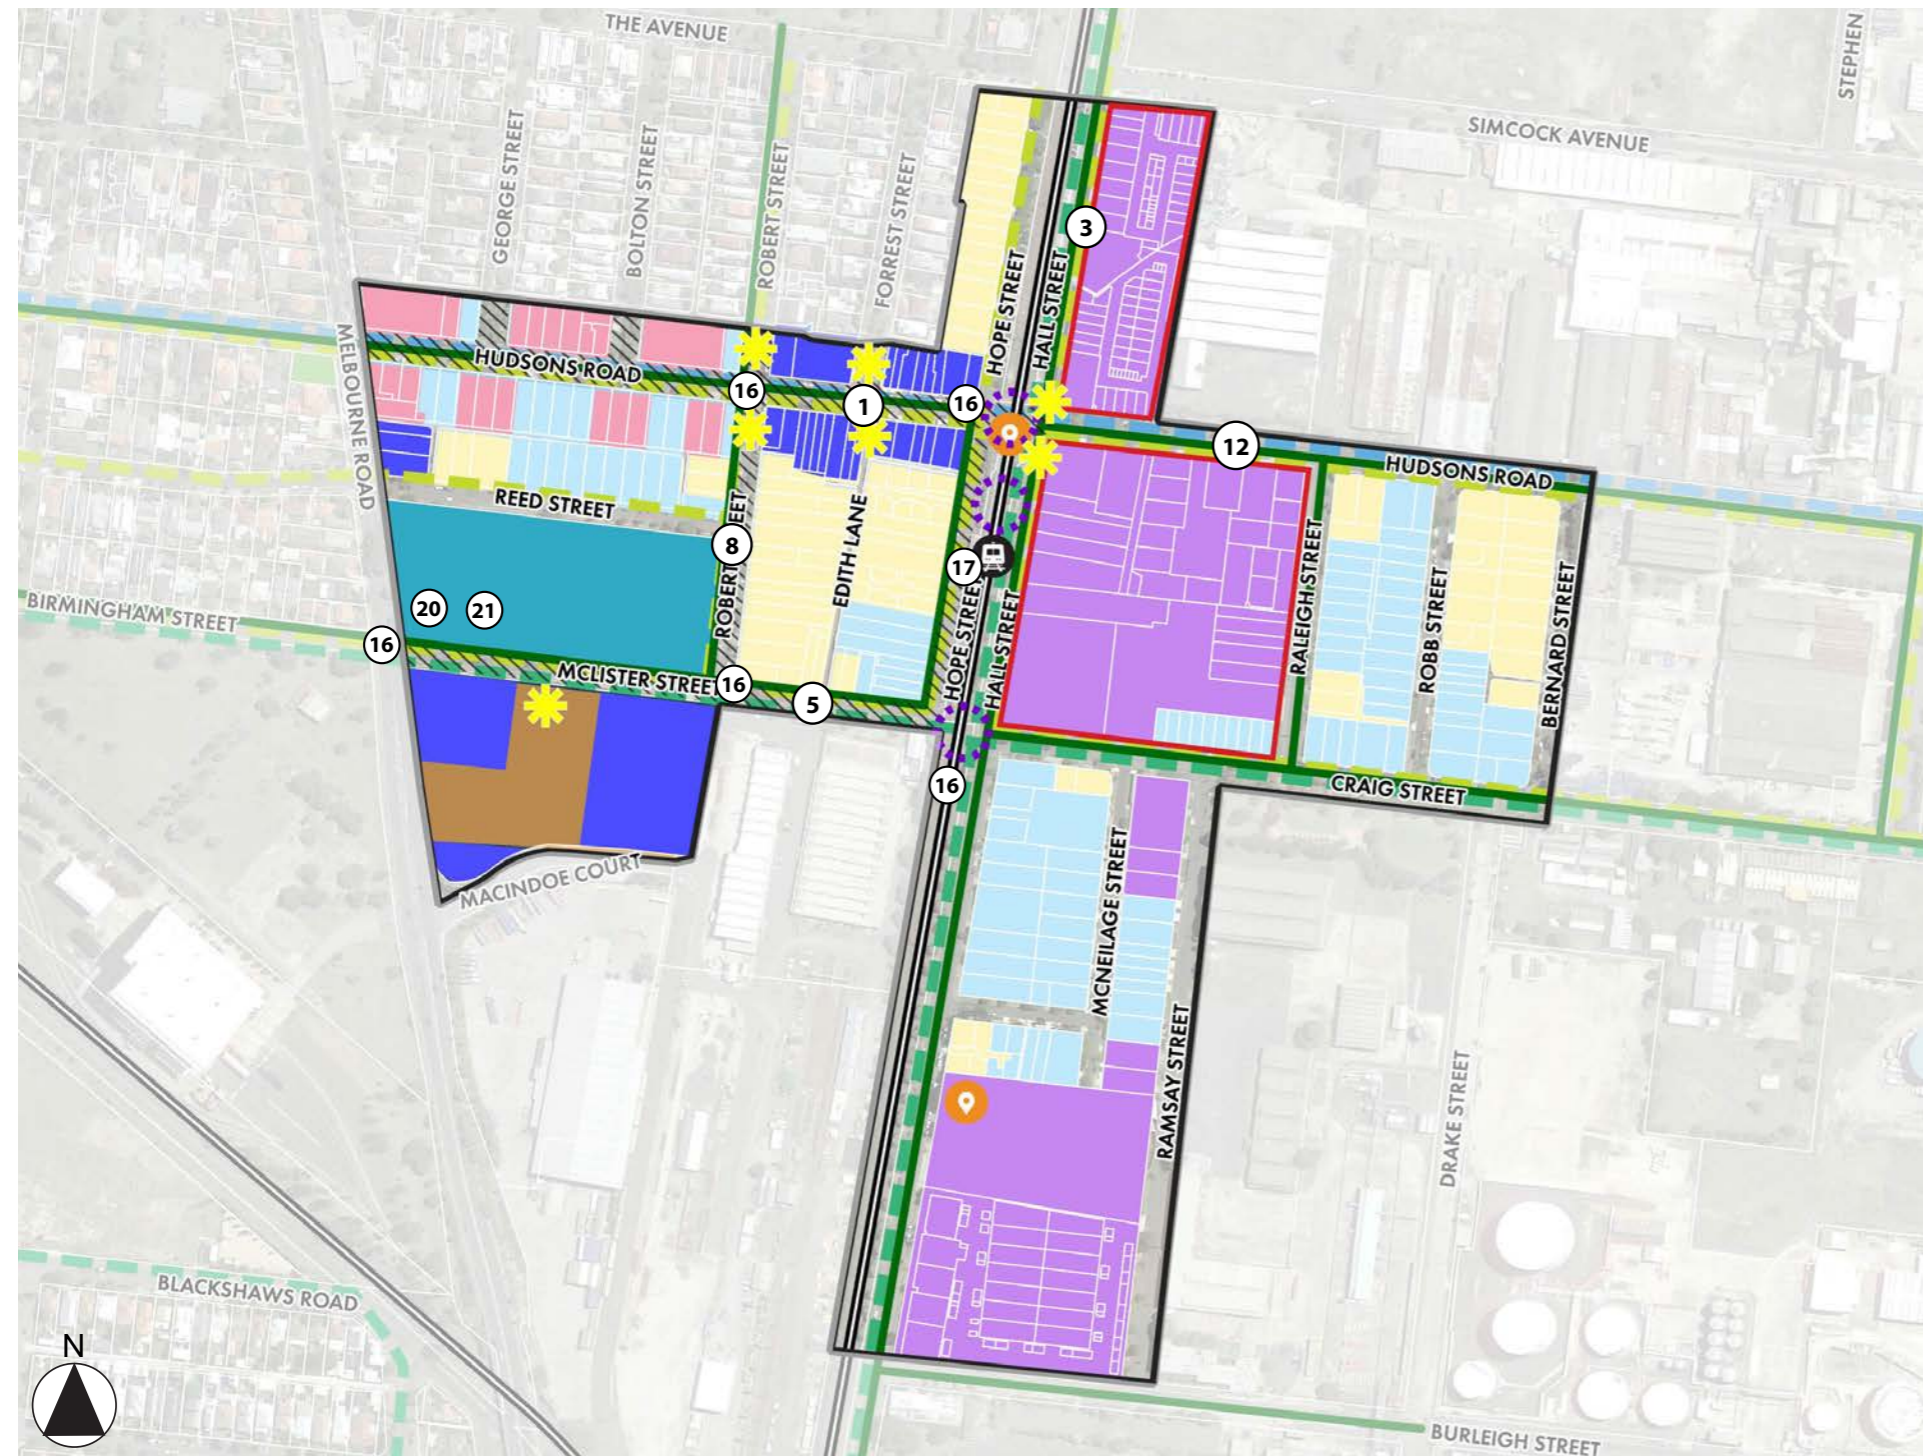 THE AVENUE
STEPHEN
SIMCOCK AVENUE
GEORGE STREET
BOLTON STREET
ROBERT STREET
FORREST STREET
3
HOPE STREET
HALL STREET
MELBOURNE ROAD
HUDSONS ROAD
16
1
16
12
HUDSONS ROAD
REED STREET
8
ROBERT STREET
EDITH LANE
17
HOPE STREET
HALL STREET
RALEIGH STREET
ROBB STREET
BERNARD STREET
BIRMINGHAM STREET
20
21
16
MCLISTER STREET
16
5
16
CRAIG STREET
MACINDOE COURT
MCNEILAGE STREET
RAMSAY STREET
DRAKE STREET
BLACKSHAWS ROAD
N
BURLEIGH STREET